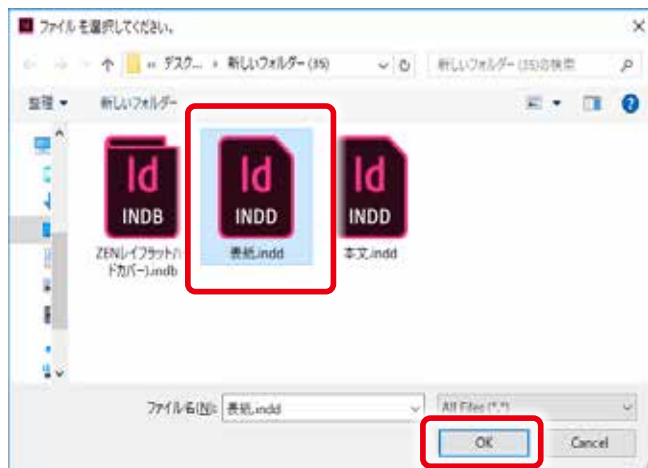 ファイルを選択してください。
« デスク... › 新しいフォルダー (35)
新しいフォルダー (35)の検索
整理 新しいフォルダー
Id INDB
Id INDD
Id INDD
ZENレイフラットハードカバー).indb
表紙.indd
本文.indd
ファイル名(N): 表紙.indd
All Files (*.*)
OK Cancel